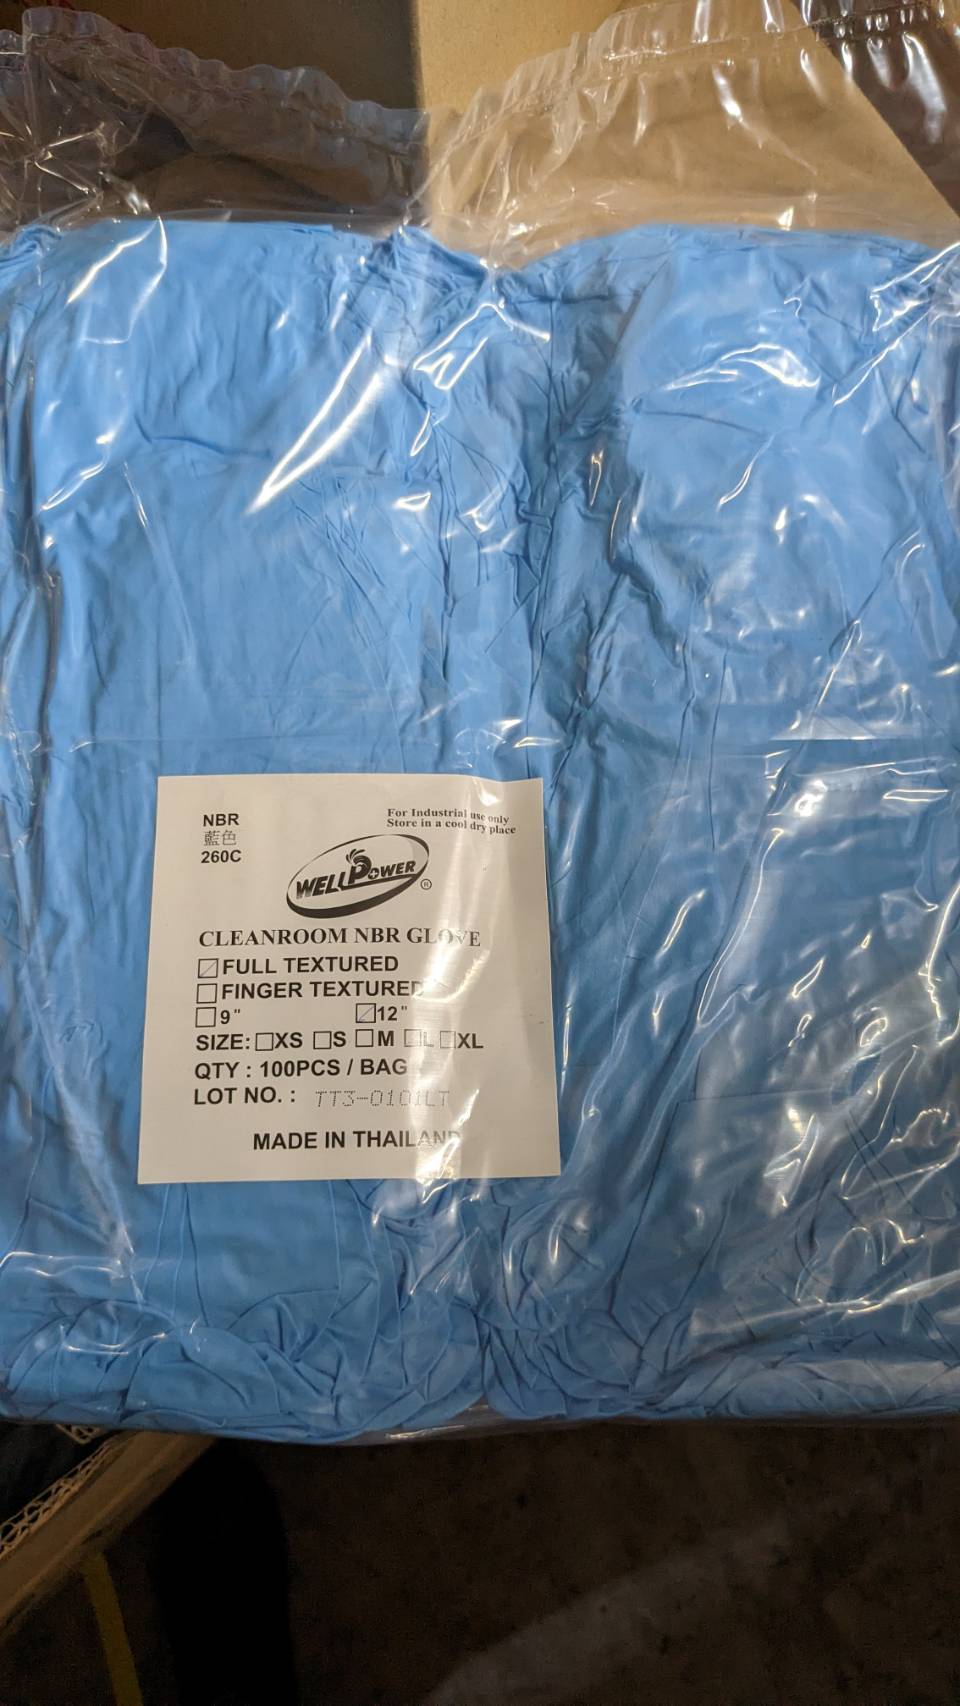 NBR
藍色
260C
For Industrial use only
Store in a cool dry place
WELLPOWER
®
CLEANROOM NBR GLOVE
FULL TEXTURED
FINGER TEXTURED
9" 12"
SIZE: XS S M L XL
QTY : 100PCS / BAG
LOT NO. : TT3-0101LT
MADE IN THAILAND